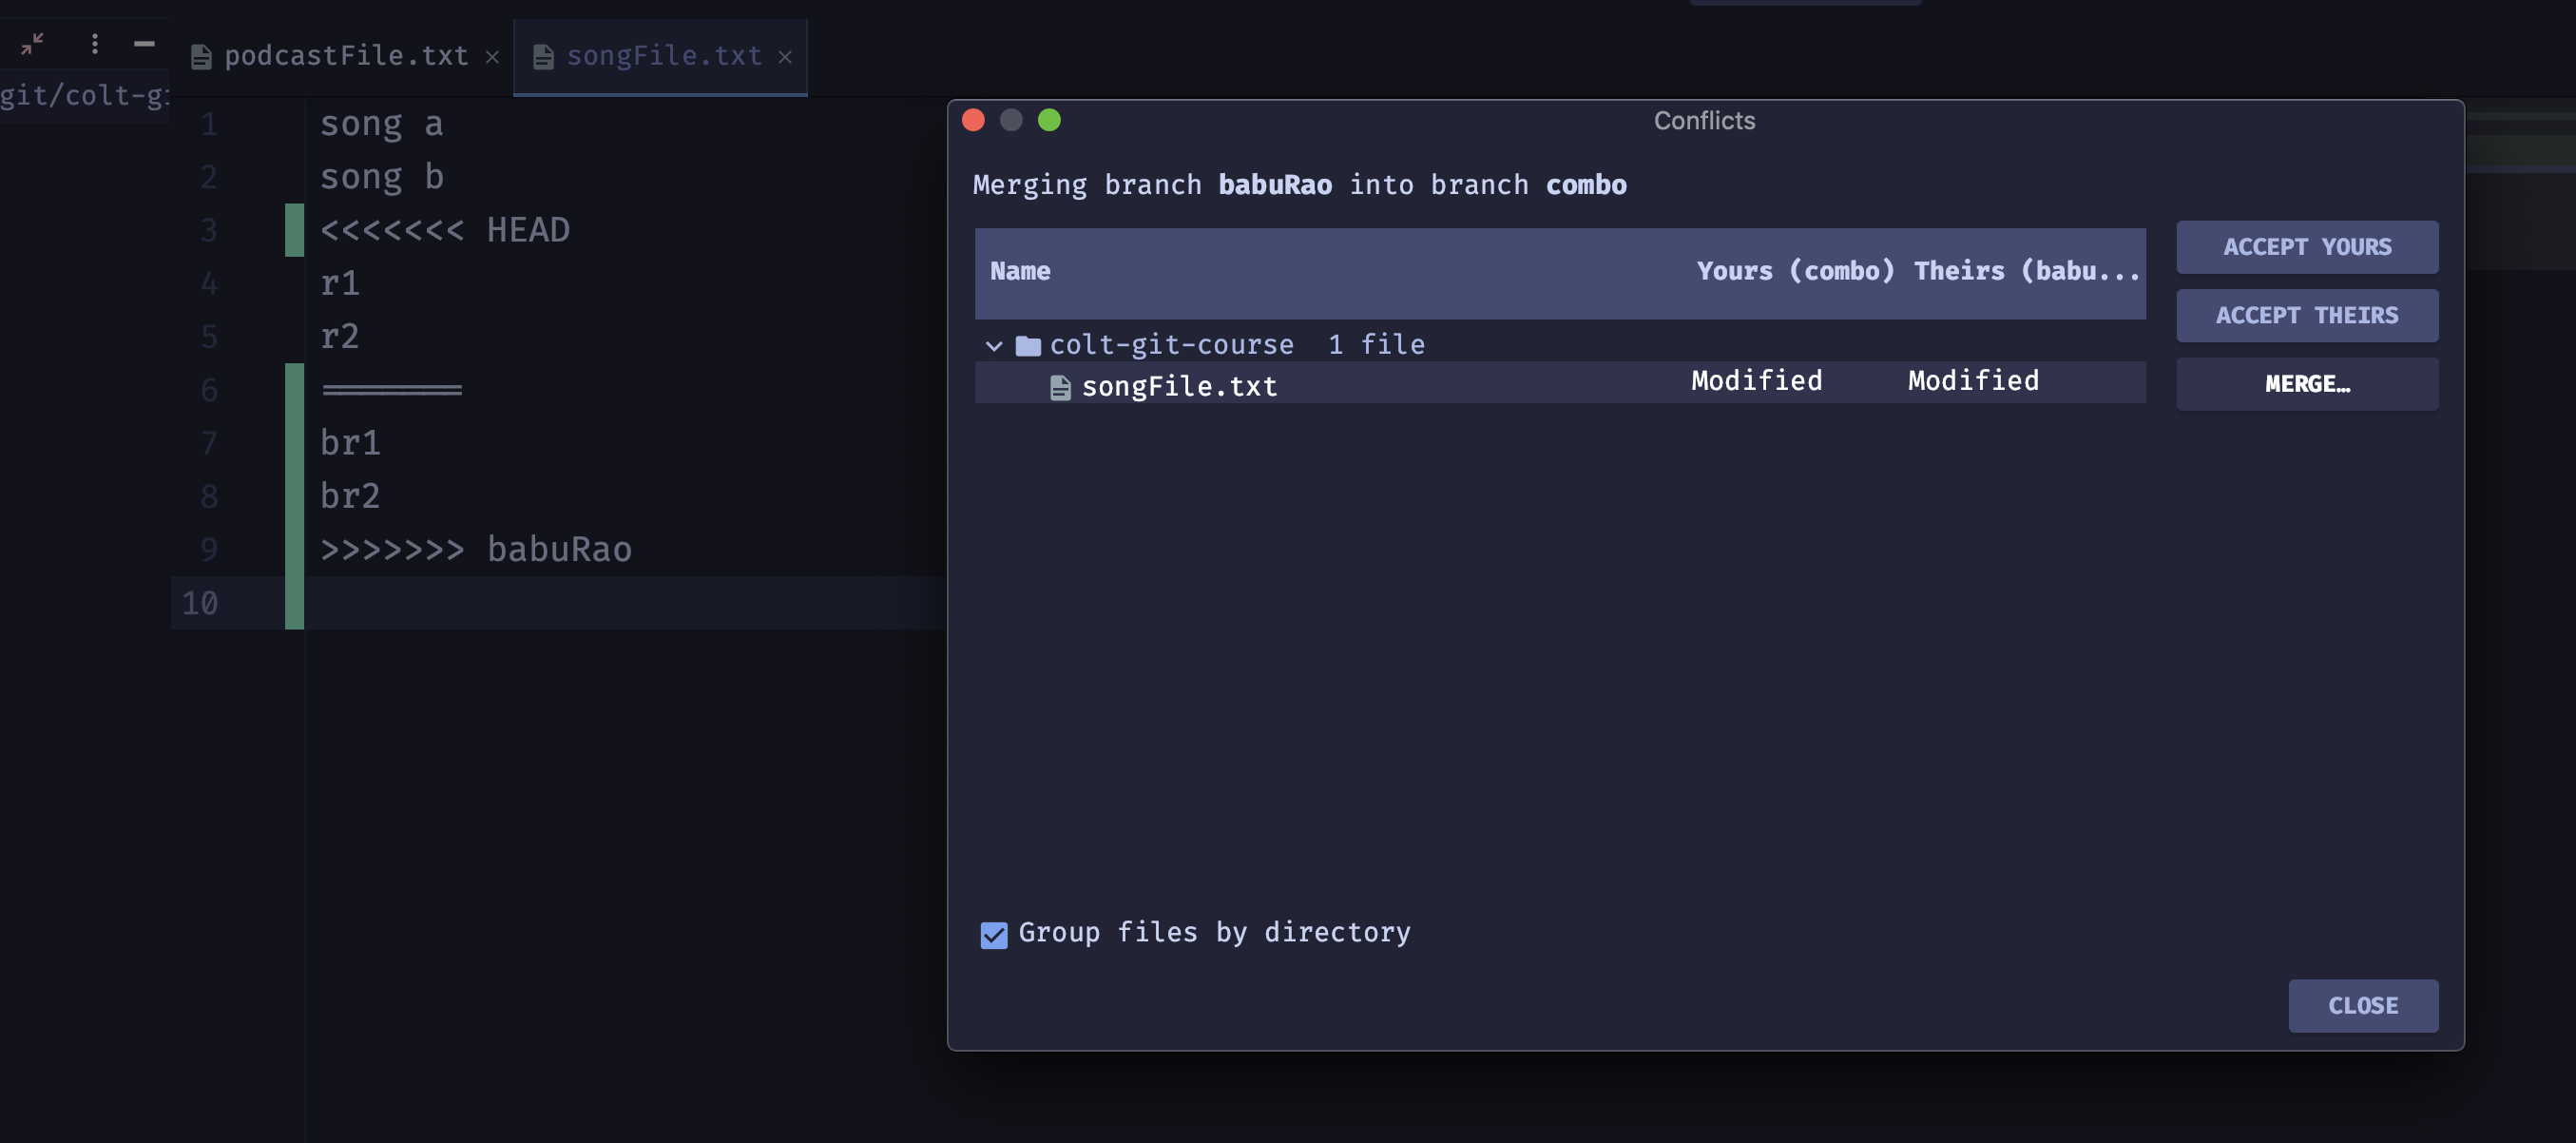 podcastFile.txt
songFile.txt
git/colt-gi
1 song a
2 song b
3 <<<<<<< HEAD
4 r1
5 r2
6 =======
7 br1
8 br2
9 >>>>>>> babuRao
10
Conflicts
Merging branch babuRao into branch combo
Name Yours (combo) Theirs (babu...
colt-git-course 1 file
songFile.txt Modified Modified
ACCEPT YOURS
ACCEPT THEIRS
MERGE…
Group files by directory
CLOSE